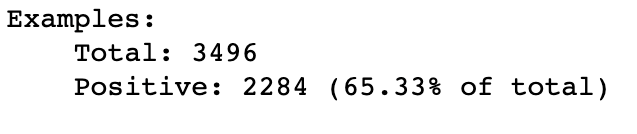 Examples:
    Total: 3496
    Positive: 2284 (65.33% of total)